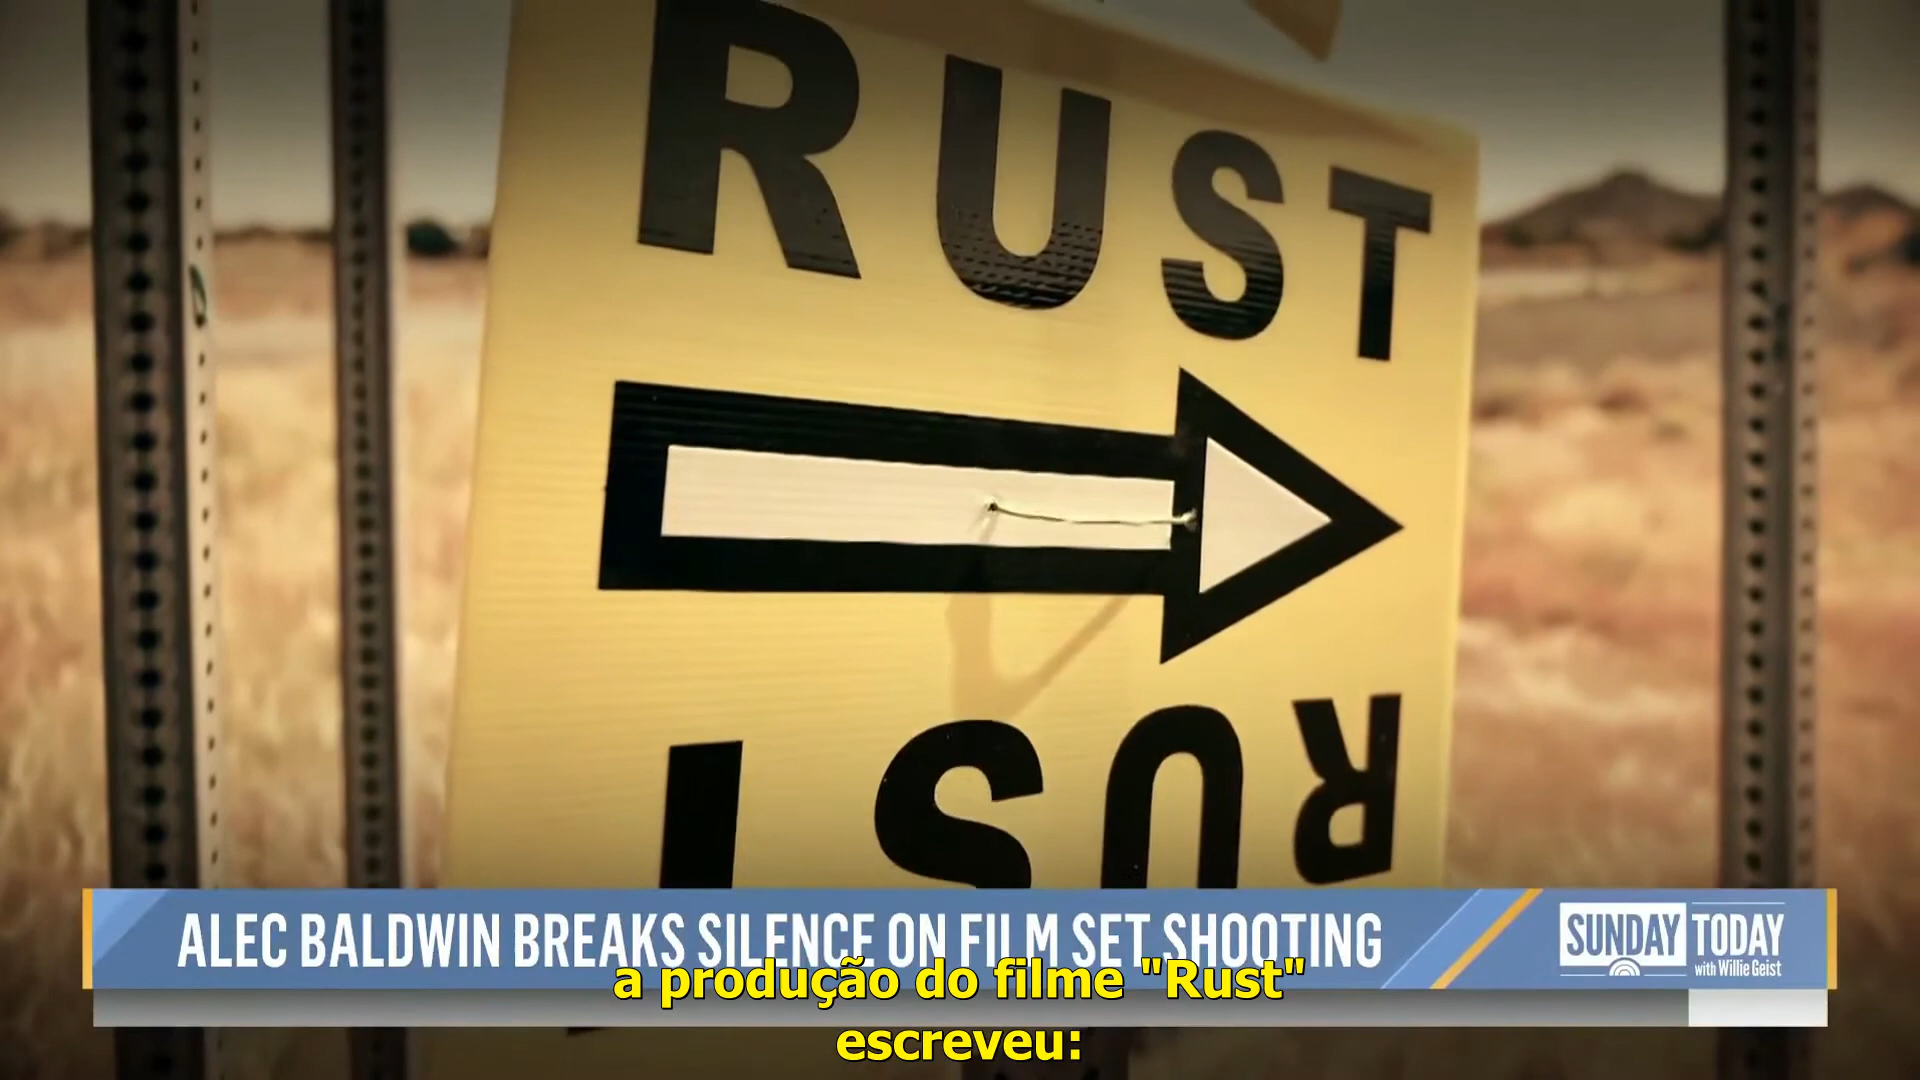 RUST
RUST
ALEC BALDWIN BREAKS SILENCE ON FILM SET SHOOTING
SUNDAY TODAY
with Willie Geist
a produção do filme "Rust"
escreveu: